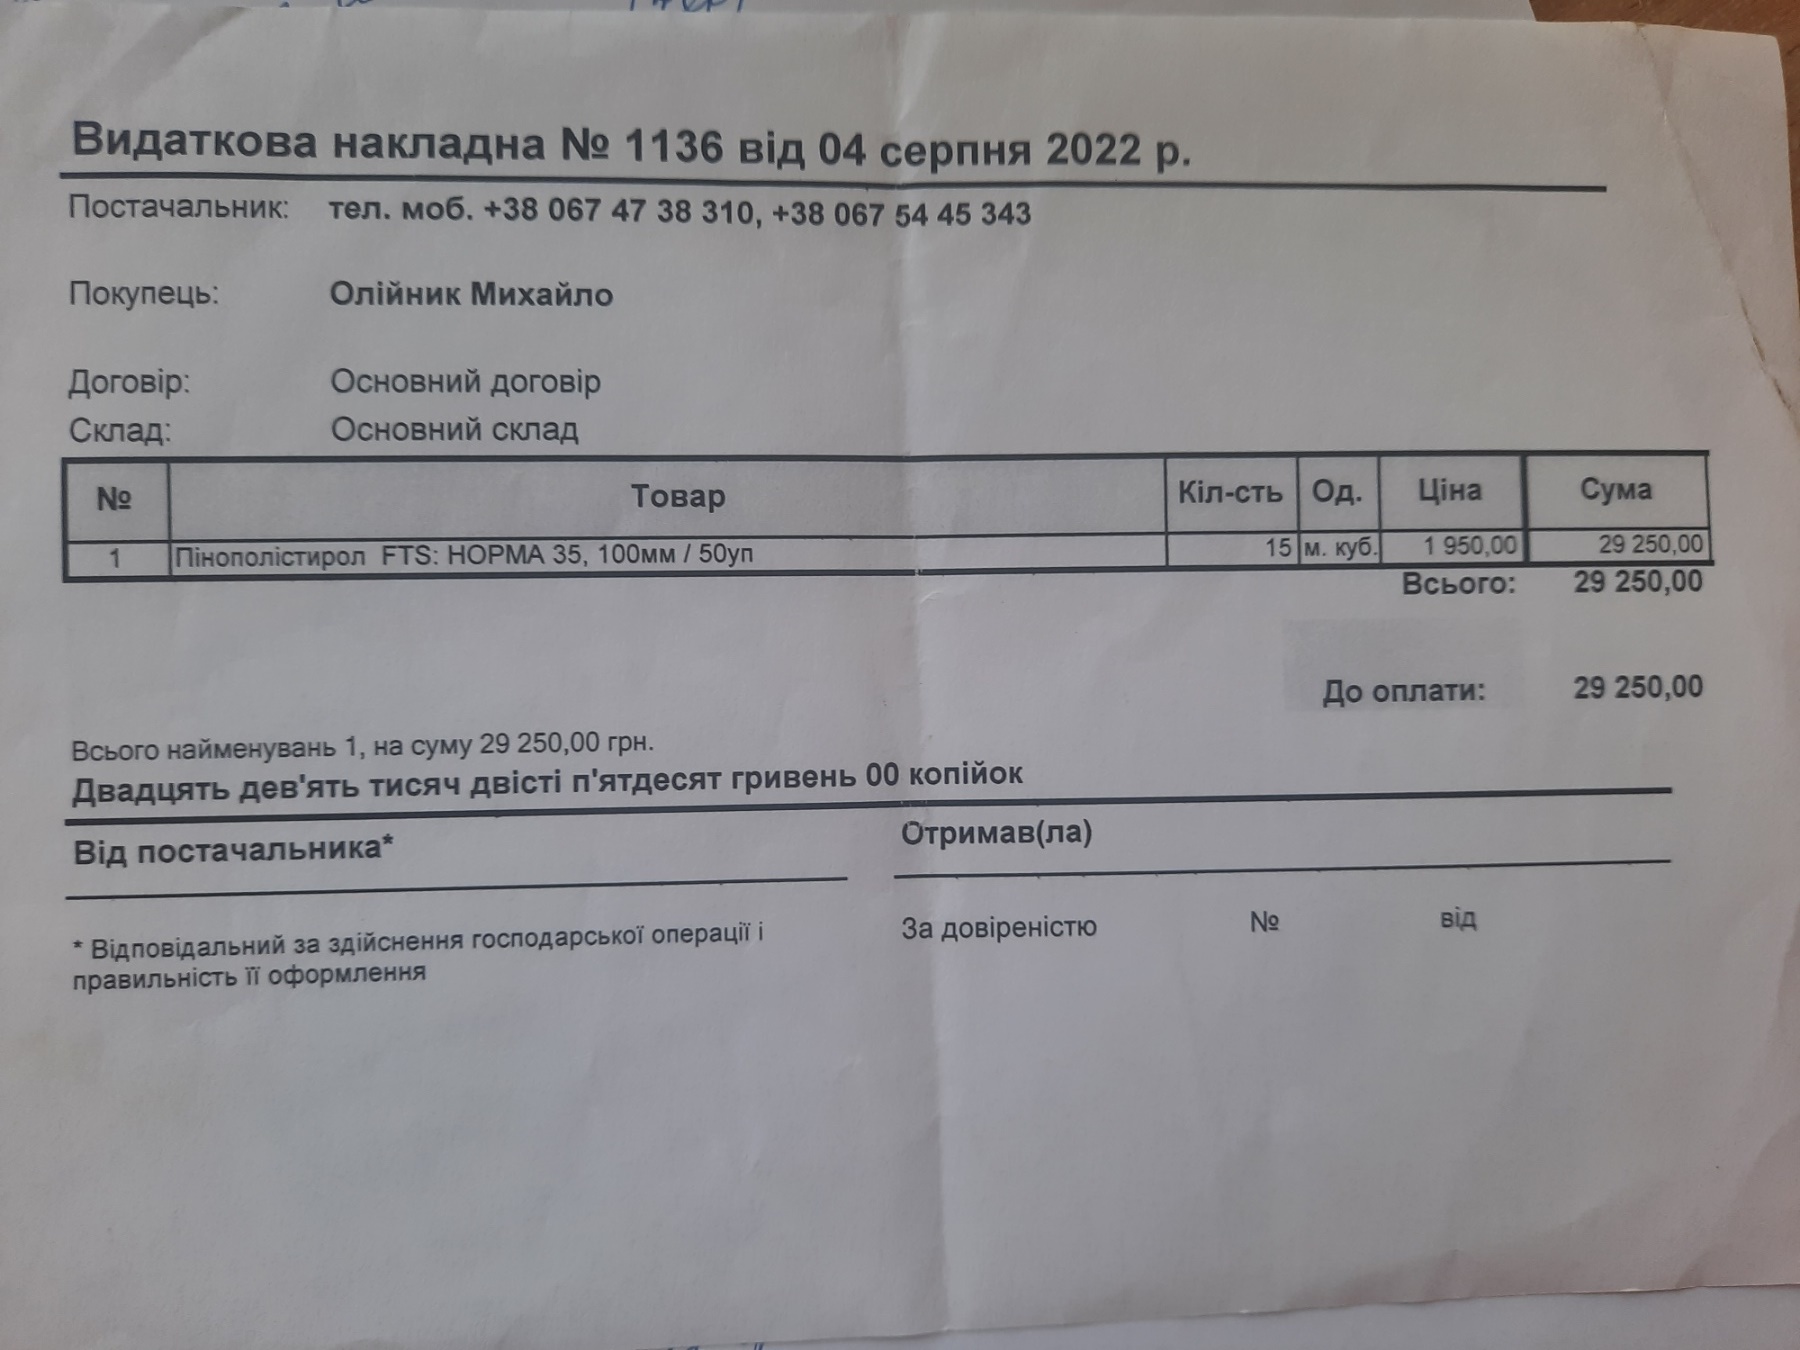 Видаткова накладна № 1136 від 04 серпня 2022 р.
Постачальник: тел. моб. +38 067 47 38 310, +38 067 54 45 343
Покупець: Олійник Михайло
Договір: Основний договір
Склад: Основний склад
№ Товар Кіл-сть Од. Ціна Сума
1 Пінополістирол FTS: НОРМА 35, 100мм / 50уп 15 м. куб. 1 950,00 29 250,00
Всього: 29 250,00
До оплати: 29 250,00
Всього найменувань 1, на суму 29 250,00 грн.
Двадцять дев'ять тисяч двісті п'ятдесят гривень 00 копійок
Від постачальника* Отримав(ла)
* Відповідальний за здійснення господарської операції і
правильність її оформлення
За довіреністю № від